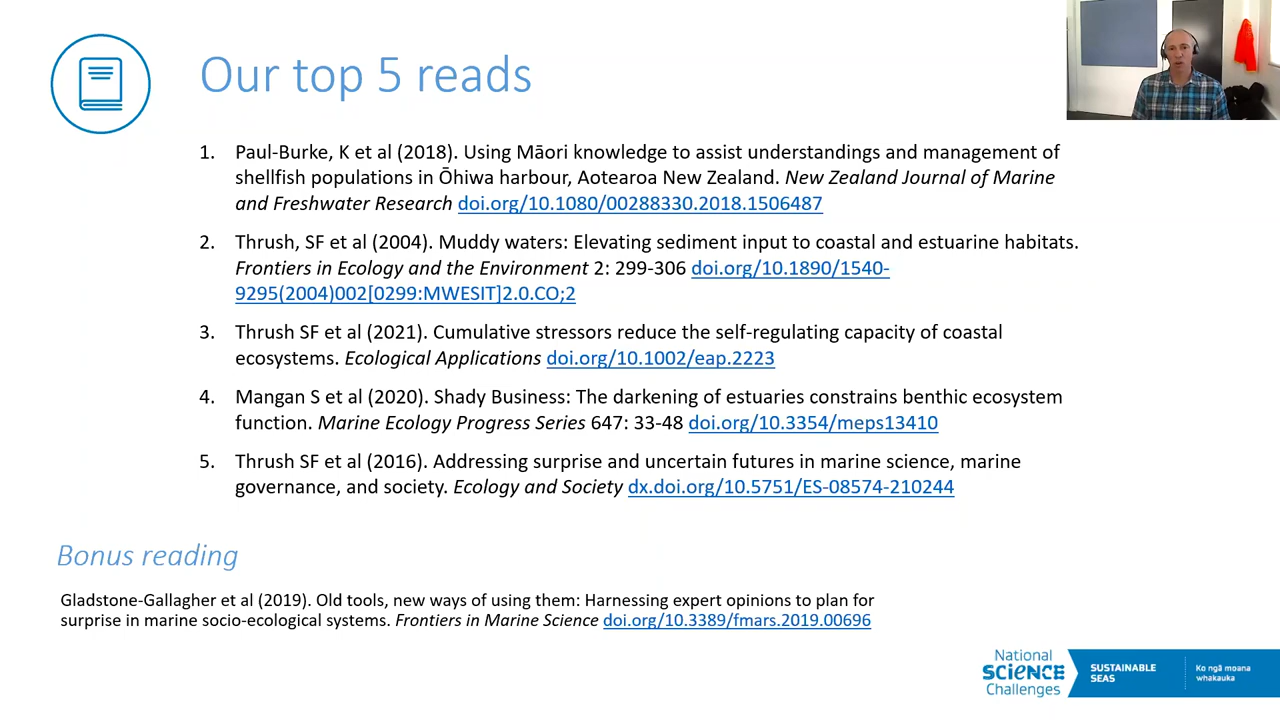 Our top 5 reads
1. Paul-Burke, K et al (2018). Using Māori knowledge to assist understandings and management of
shellfish populations in Ōhiwa harbour, Aotearoa New Zealand. New Zealand Journal of Marine
and Freshwater Research doi.org/10.1080/00288330.2018.1506487
2. Thrush, SF et al (2004). Muddy waters: Elevating sediment input to coastal and estuarine habitats.
Frontiers in Ecology and the Environment 2: 299-306 doi.org/10.1890/1540-
9295(2004)002[0299:MWESIT]2.0.CO;2
3. Thrush SF et al (2021). Cumulative stressors reduce the self-regulating capacity of coastal
ecosystems. Ecological Applications doi.org/10.1002/eap.2223
4. Mangan S et al (2020). Shady Business: The darkening of estuaries constrains benthic ecosystem
function. Marine Ecology Progress Series 647: 33-48 doi.org/10.3354/meps13410
5. Thrush SF et al (2016). Addressing surprise and uncertain futures in marine science, marine
governance, and society. Ecology and Society dx.doi.org/10.5751/ES-08574-210244
Bonus reading
Gladstone-Gallagher et al (2019). Old tools, new ways of using them: Harnessing expert opinions to plan for
surprise in marine socio-ecological systems. Frontiers in Marine Science doi.org/10.3389/fmars.2019.00696
National
SCIENCE
Challenges
SUSTAINABLE
SEAS
Ko ngā moana
whakauka